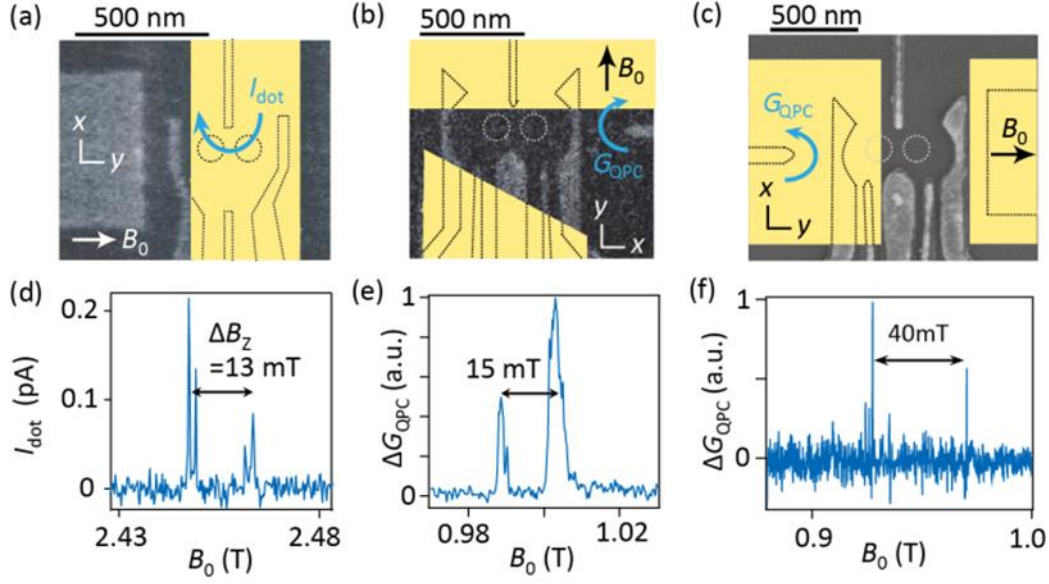 (a)
500 nm
I_dot
x
y
B_0
(b)
500 nm
B_0
G_QPC
y
x
(c)
500 nm
G_QPC
x
y
B_0
(d)
0.2
0.1
0
I_dot (pA)
ΔB_Z
=13 mT
2.43
2.48
B_0 (T)
(e)
1
0
ΔG_QPC (a.u.)
15 mT
0.98
1.02
B_0 (T)
(f)
1
0
ΔG_QPC (a.u.)
40mT
0.9
1.0
B_0 (T)